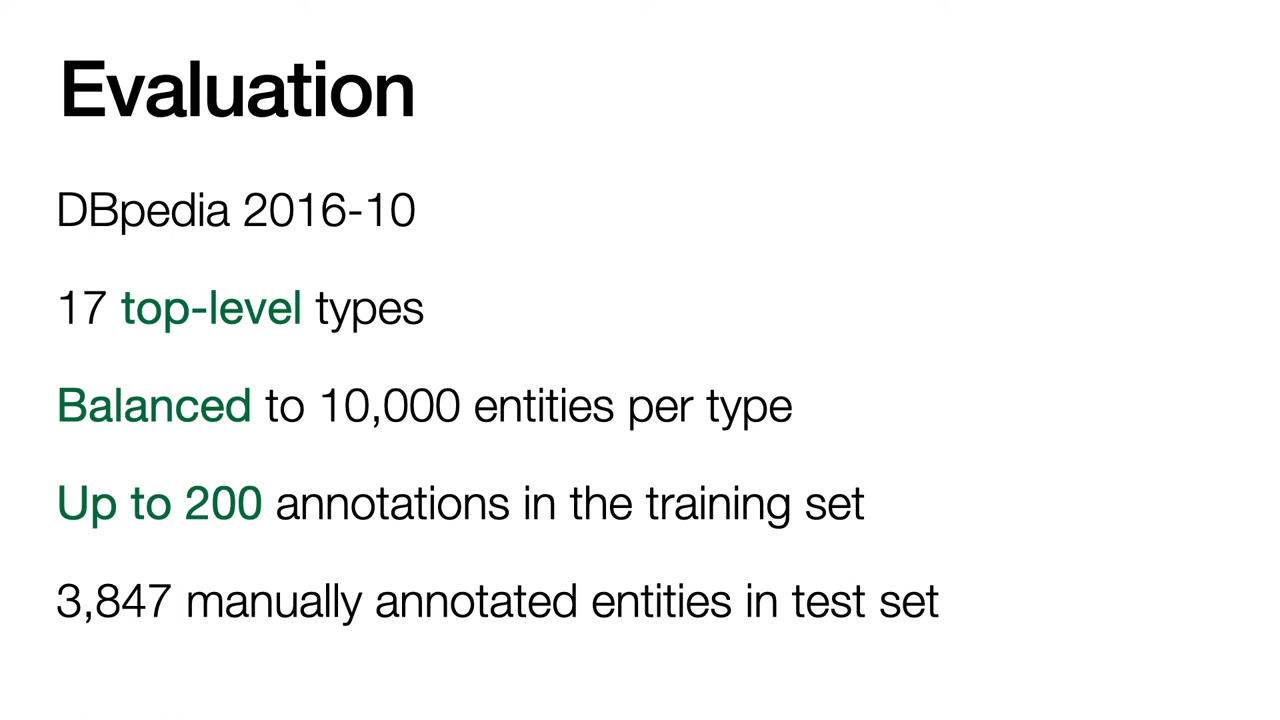 Evaluation
DBpedia 2016-10
17 top-level types
Balanced to 10,000 entities per type
Up to 200 annotations in the training set
3,847 manually annotated entities in test set